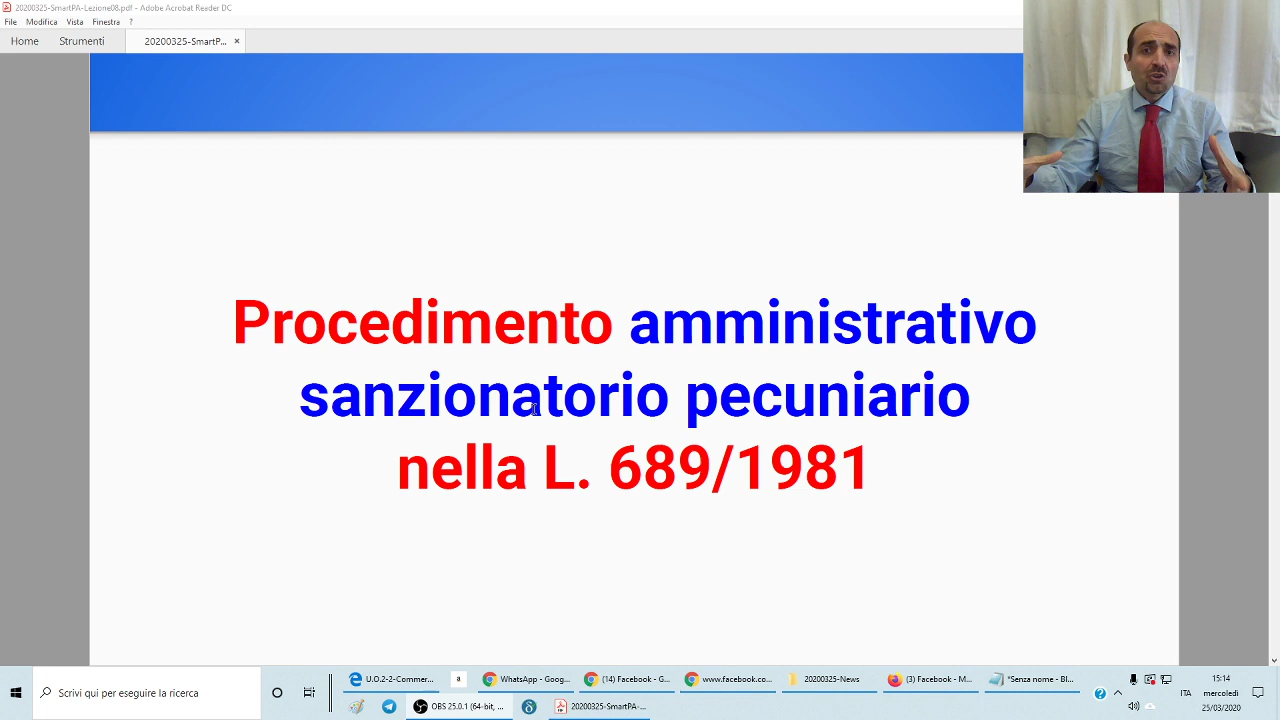 20200325-SmartPA-Lezione08.pdf - Adobe Acrobat Reader DC
File Modifica Vista Finestra ?
Home Strumenti 20200325-SmartP... ×
Procedimento amministrativo
sanzionatorio pecuniario
nella L. 689/1981
Scrivi qui per eseguire la ricerca
U.O.2-2-Commer...
a
WhatsApp - Goog...
(14) Facebook - G...
www.facebook.co...
20200325-News
(3) Facebook - M...
*Senza nome - Bl...
OBS 25.0.1 (64-bit, ...
20200325-SmartPA-...
ITA
15:14
mercoledì
25/03/2020